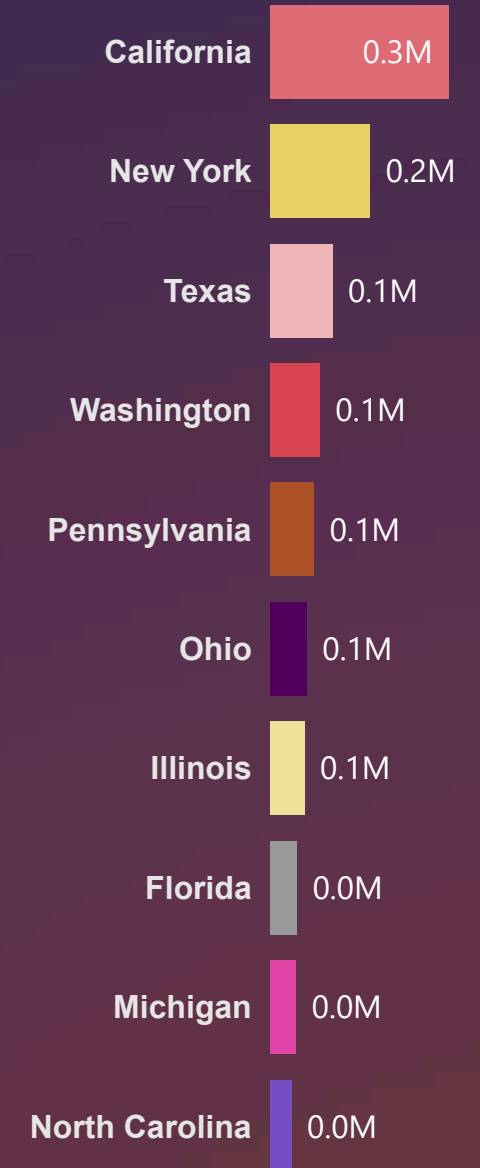 California 0.3M
New York 0.2M
Texas 0.1M
Washington 0.1M
Pennsylvania 0.1M
Ohio 0.1M
Illinois 0.1M
Florida 0.0M
Michigan 0.0M
North Carolina 0.0M